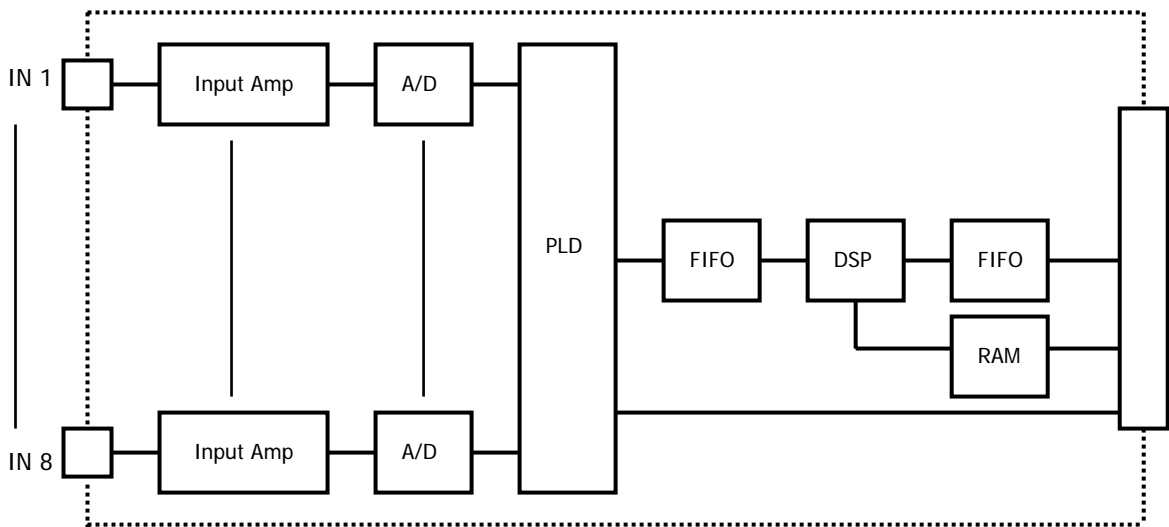 IN 1
Input Amp
A/D
PLD
FIFO
DSP
FIFO
RAM
IN 8
Input Amp
A/D